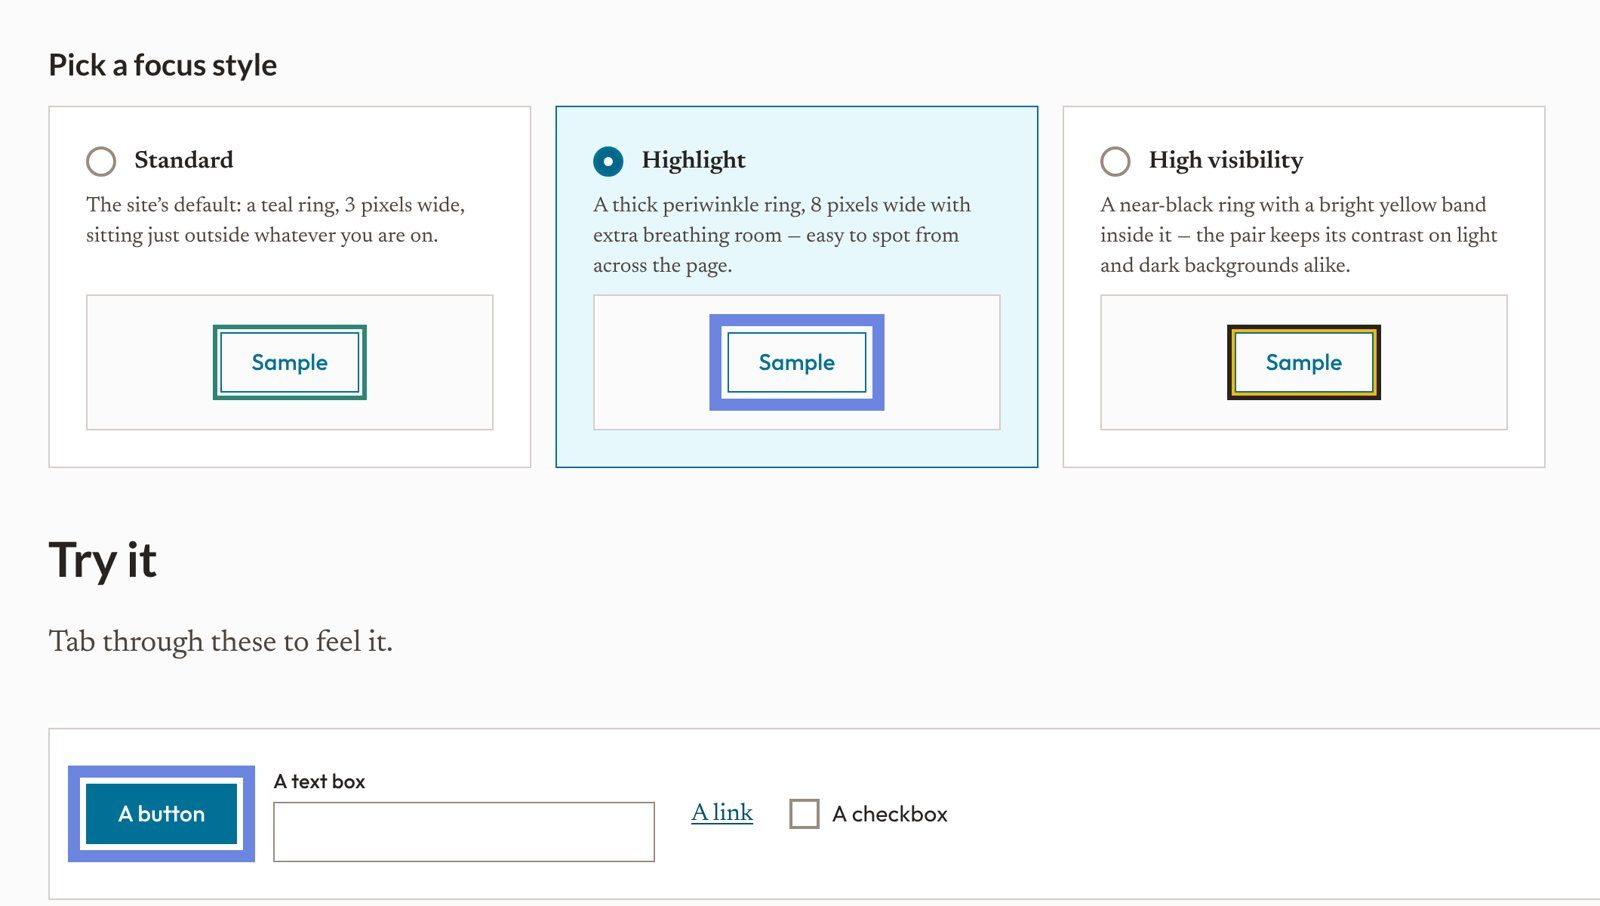 Pick a focus style
Standard
The site’s default: a teal ring, 3 pixels wide,
sitting just outside whatever you are on.
Sample
Highlight
A thick periwinkle ring, 8 pixels wide with
extra breathing room – easy to spot from
across the page.
Sample
High visibility
A near-black ring with a bright yellow band
inside it – the pair keeps its contrast on light
and dark backgrounds alike.
Sample
Try it
Tab through these to feel it.
A button
A text box
A link
A checkbox